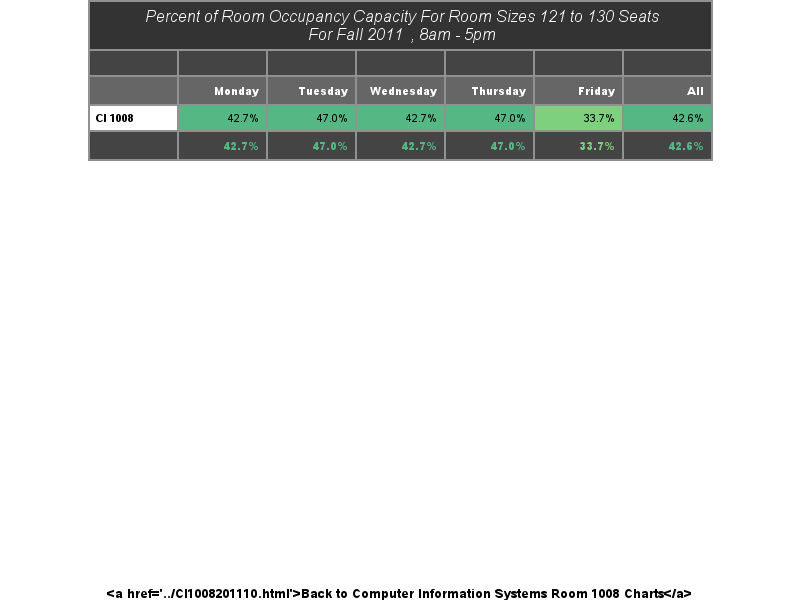 Percent of Room Occupancy Capacity For Room Sizes 121 to 130 Seats
For Fall 2011 , 8am - 5pm
Monday Tuesday Wednesday Thursday Friday All
CI 1008 42.7% 47.0% 42.7% 47.0% 33.7% 42.6%
42.7% 47.0% 42.7% 47.0% 33.7% 42.6%
<a href='../CI1008201110.html'>Back to Computer Information Systems Room 1008 Charts</a>